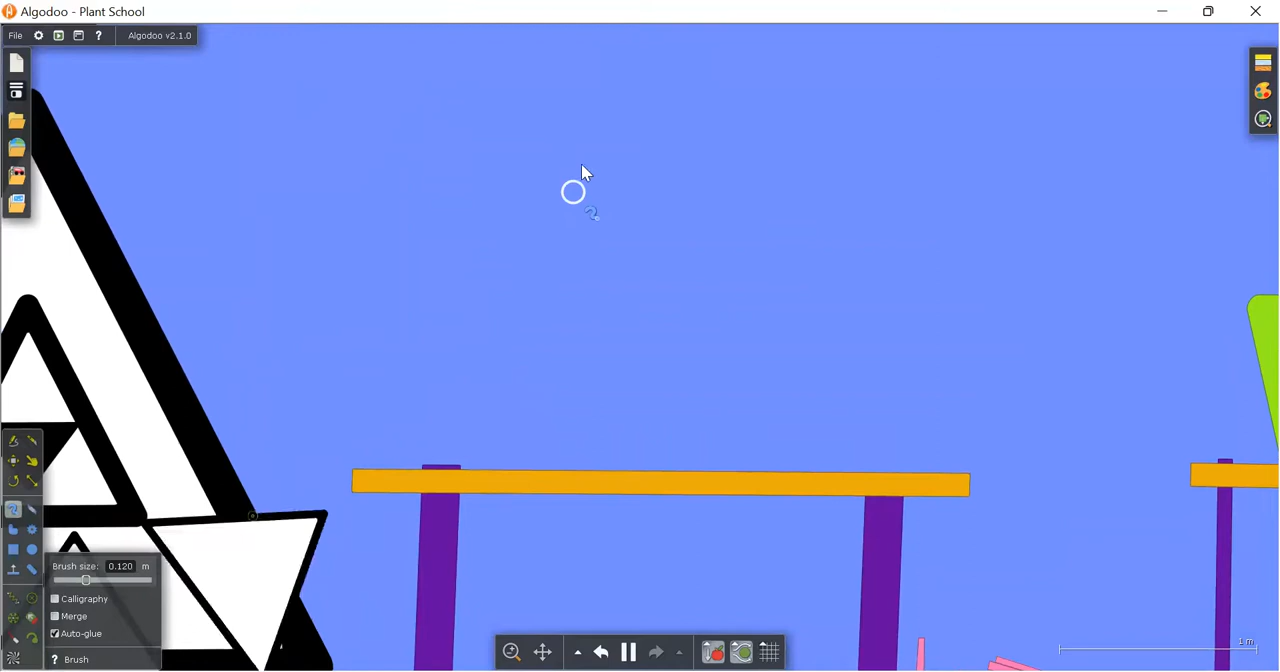 Algodoo - Plant School
File ? Algodoo v2.1.0
Brush size: 0.120 m
Calligraphy
Merge
Auto-glue
? Brush
1 m